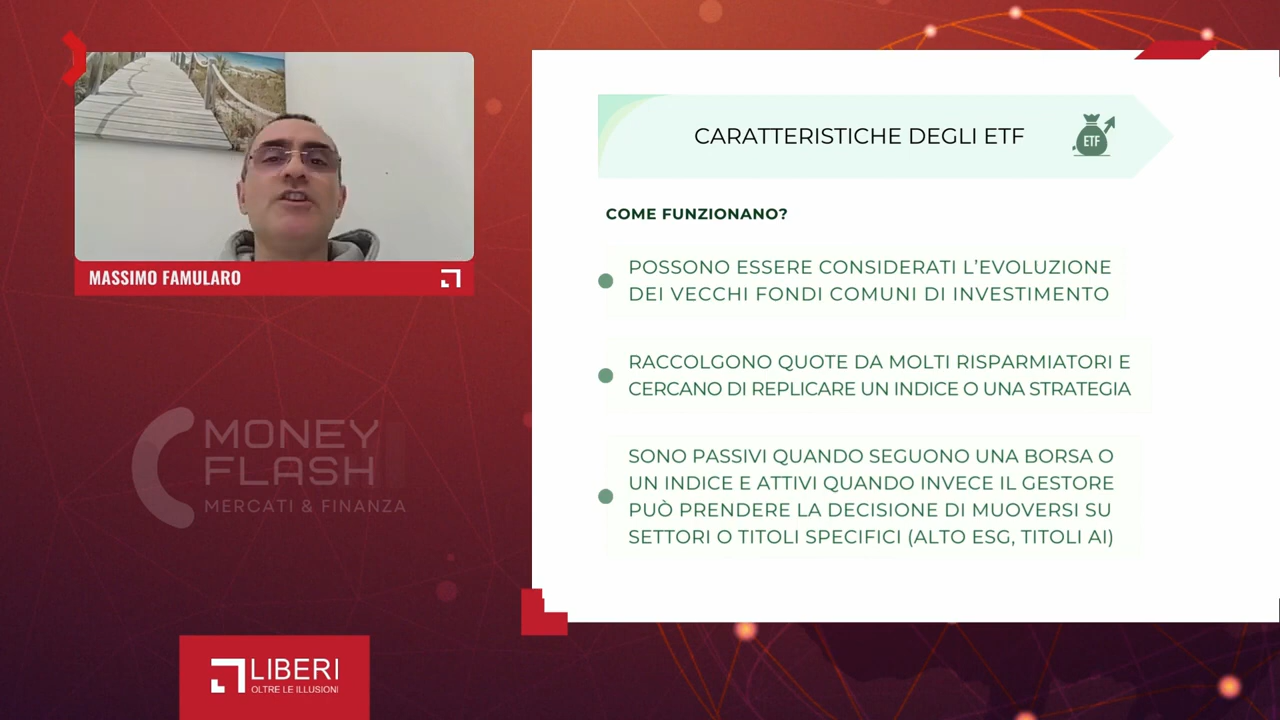 MASSIMO FAMULARO
MONEY
FLASH
MERCATI & FINANZA
LIBERI
OLTRE LE ILLUSIONI
CARATTERISTICHE DEGLI ETF
ETF
COME FUNZIONANO?
POSSONO ESSERE CONSIDERATI L’EVOLUZIONE
DEI VECCHI FONDI COMUNI DI INVESTIMENTO
RACCOLGONO QUOTE DA MOLTI RISPARMIATORI E
CERCANO DI REPLICARE UN INDICE O UNA STRATEGIA
SONO PASSIVI QUANDO SEGUONO UNA BORSA O
UN INDICE E ATTIVI QUANDO INVECE IL GESTORE
PUÒ PRENDERE LA DECISIONE DI MUOVERSI SU
SETTORI O TITOLI SPECIFICI (ALTO ESG, TITOLI AI)